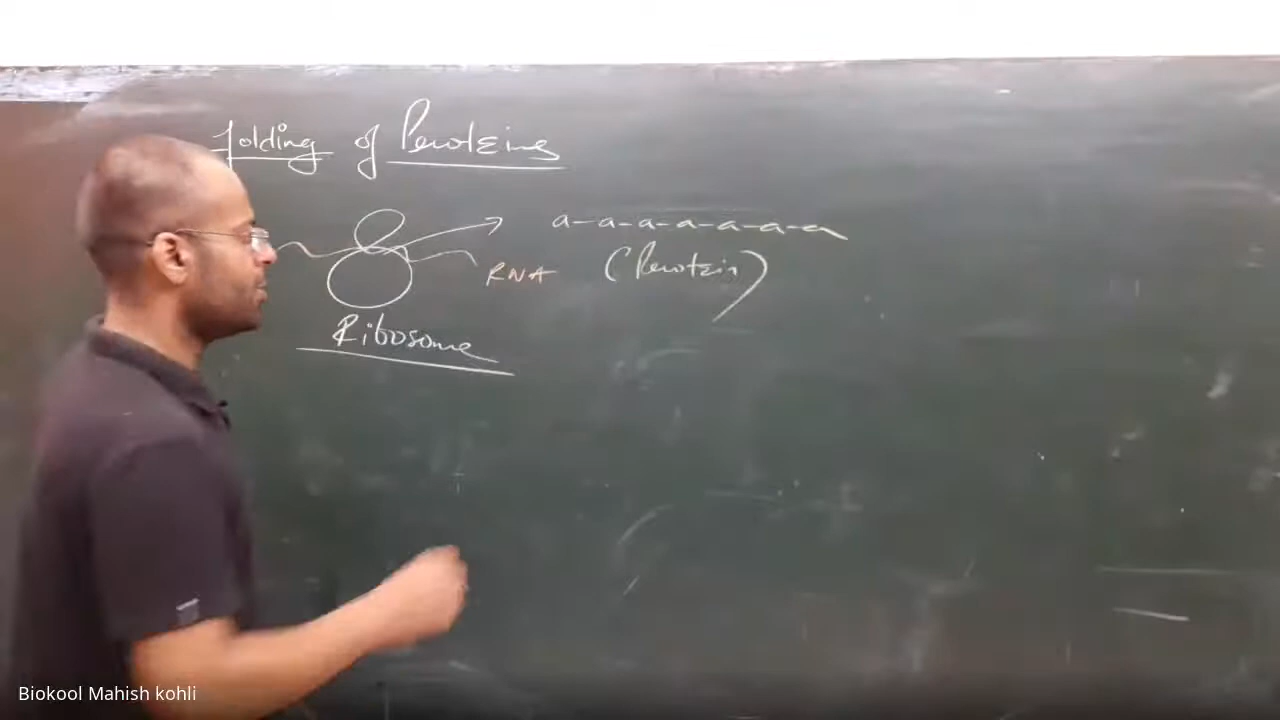 folding of Proteins
a-a-a-a-a-a-a
RNA (Protein)
Ribosome
Biokool Mahish kohli